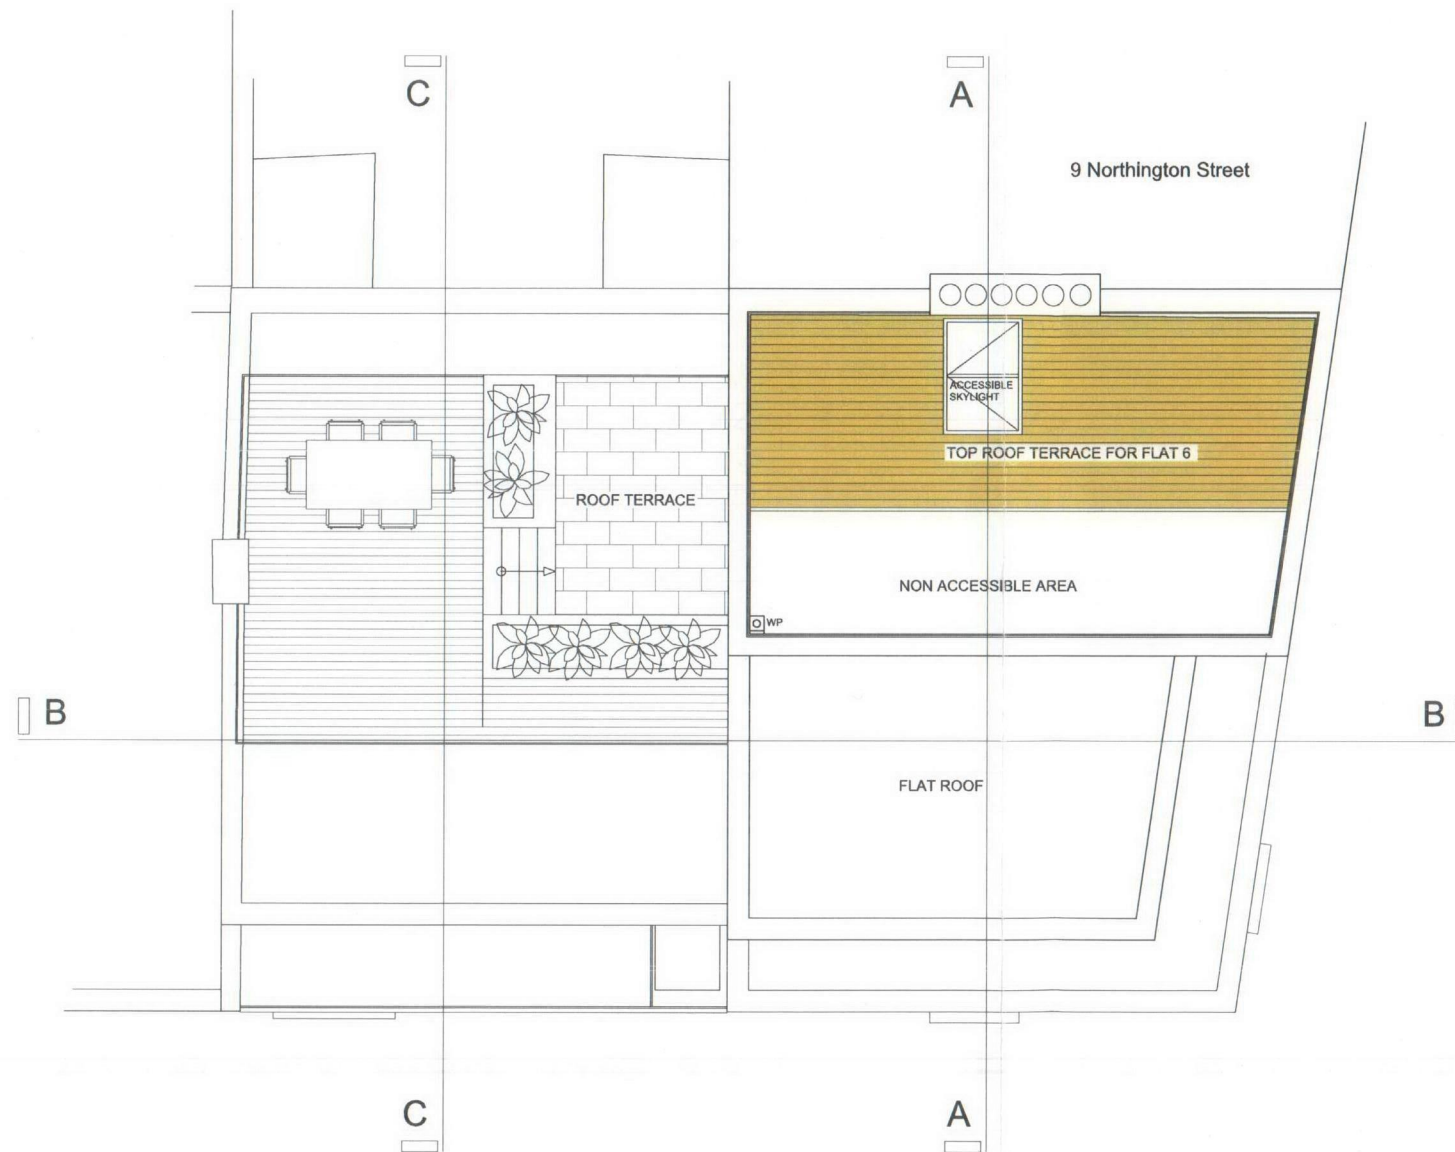 C
A
9 Northington Street
ACCESSIBLE
SKYLIGHT
TOP ROOF TERRACE FOR FLAT 6
ROOF TERRACE
NON ACCESSIBLE AREA
WP
B
B
FLAT ROOF
C
A